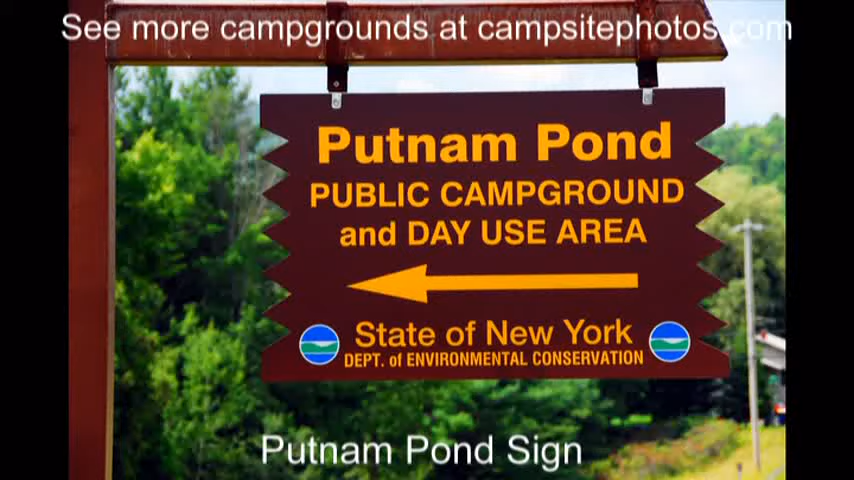 See more campgrounds at campsitephotos.com
Putnam Pond
PUBLIC CAMPGROUND
and DAY USE AREA
State of New York
DEPT. of ENVIRONMENTAL CONSERVATION
Putnam Pond Sign